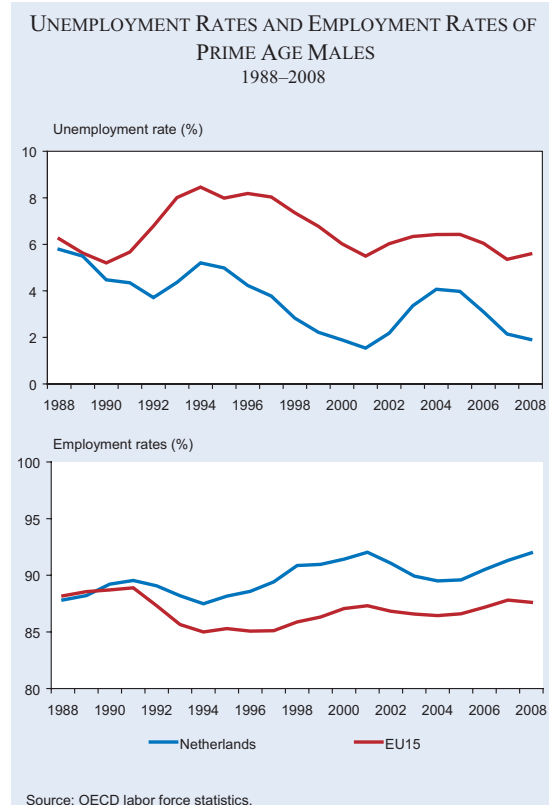 UNEMPLOYMENT RATES AND EMPLOYMENT RATES OF
PRIME AGE MALES
1988–2008
Unemployment rate (%)
10
8
6
4
2
0
1988 1990 1992 1994 1996 1998 2000 2002 2004 2006 2008
Employment rates (%)
100
95
90
85
80
1988 1990 1992 1994 1996 1998 2000 2002 2004 2006 2008
Netherlands EU15
Source: OECD labor force statistics.